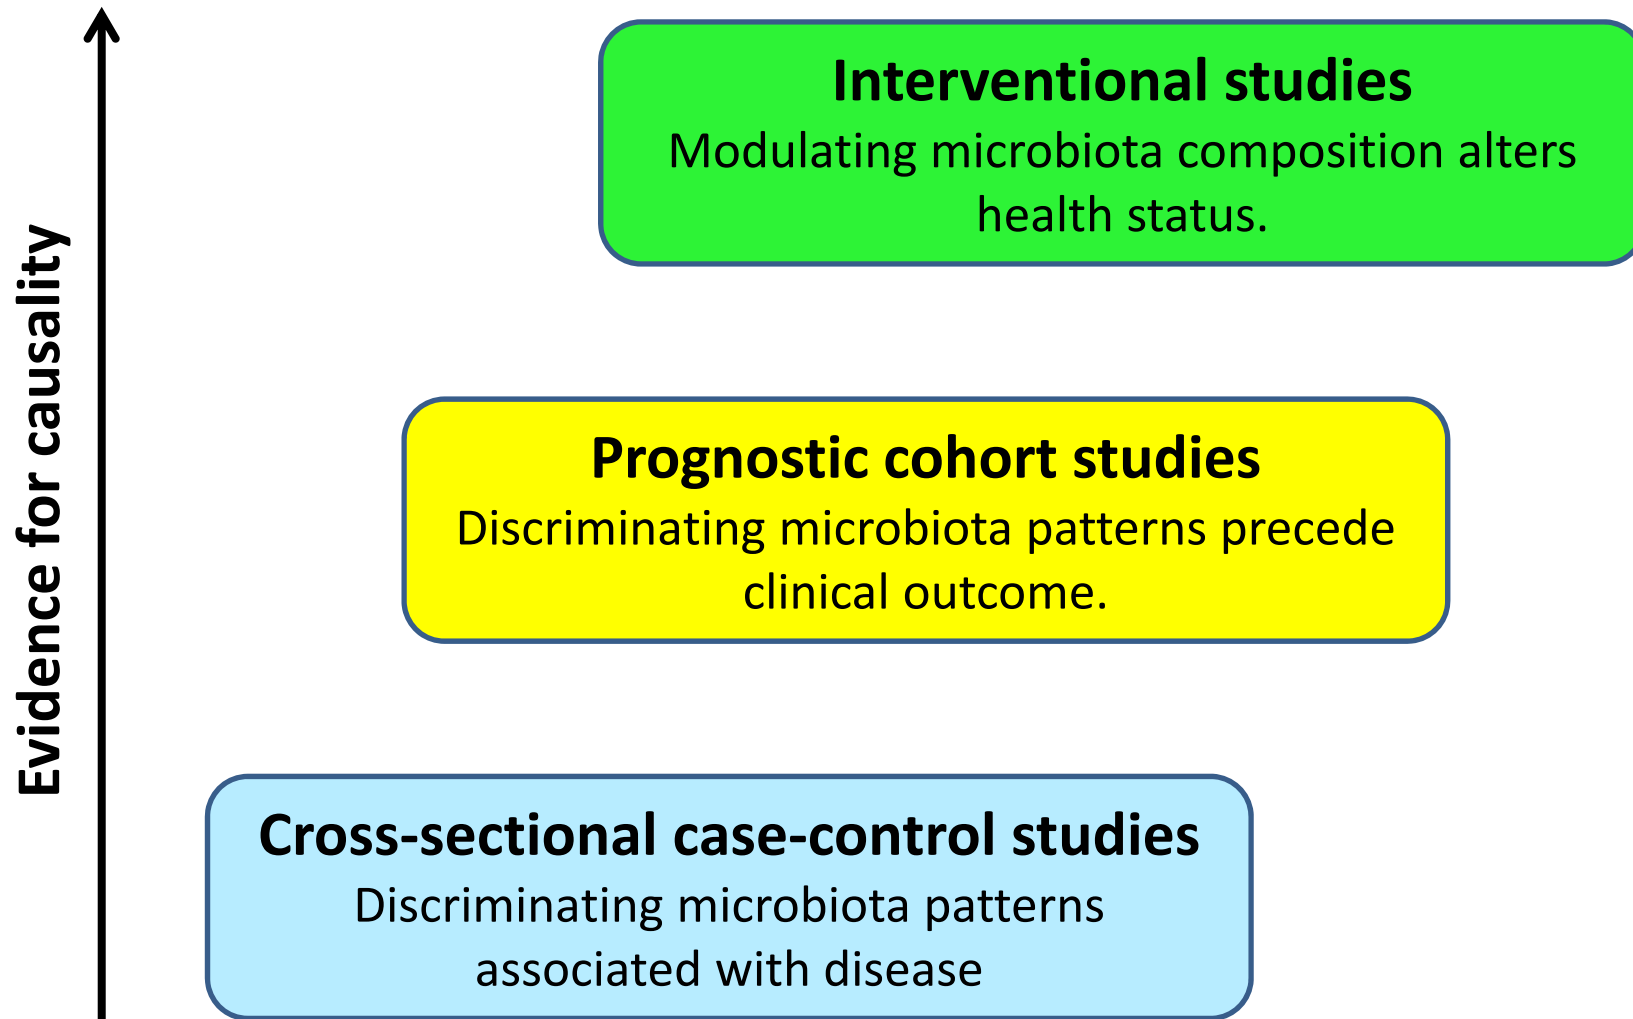 Interventional studies
Modulating microbiota composition alters
health status.
Evidence for causality
Prognostic cohort studies
Discriminating microbiota patterns precede
clinical outcome.
Cross-sectional case-control studies
Discriminating microbiota patterns
associated with disease